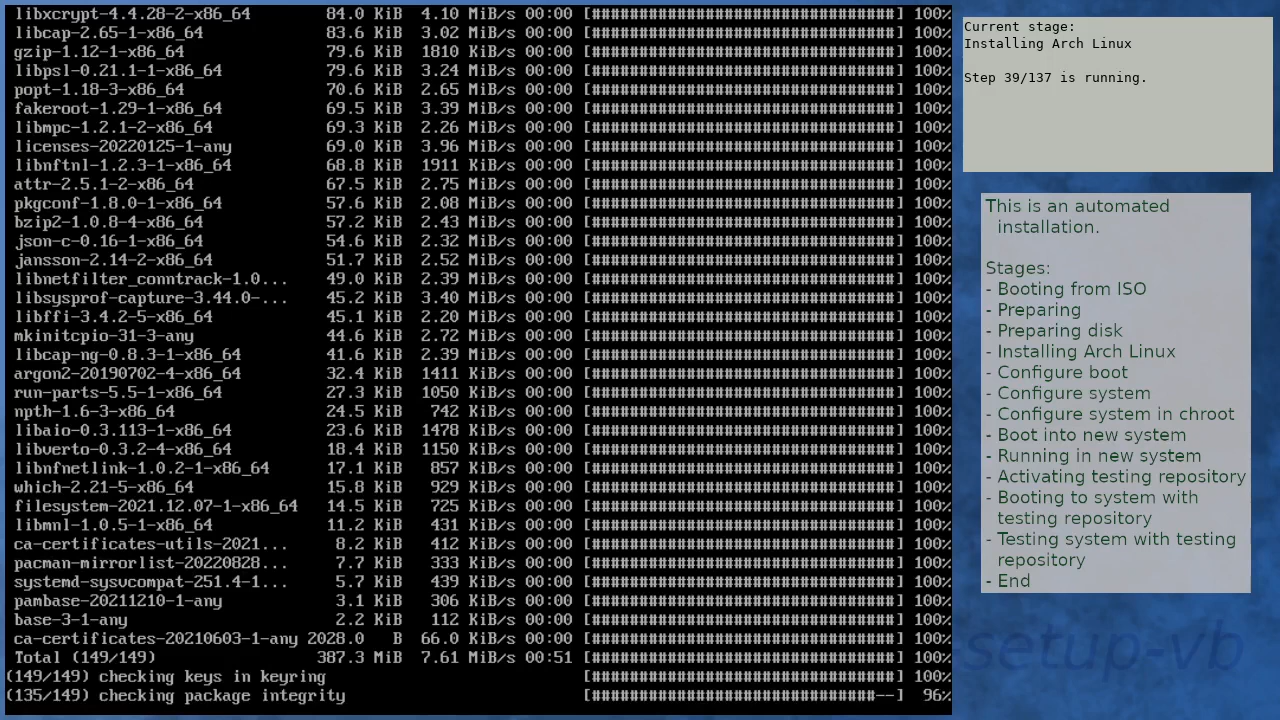 libxcrypt-4.4.28-2-x86_64 84.0 KiB 4.10 MiB/s 00:00 [################################] 100%
libcap-2.65-1-x86_64 83.6 KiB 3.02 MiB/s 00:00 [################################] 100%
gzip-1.12-1-x86_64 79.6 KiB 1810 KiB/s 00:00 [################################] 100%
libpsl-0.21.1-1-x86_64 79.6 KiB 3.24 MiB/s 00:00 [################################] 100%
popt-1.18-3-x86_64 70.6 KiB 2.65 MiB/s 00:00 [################################] 100%
fakeroot-1.29-1-x86_64 69.5 KiB 3.39 MiB/s 00:00 [################################] 100%
libmpc-1.2.1-2-x86_64 69.3 KiB 2.26 MiB/s 00:00 [################################] 100%
licenses-20220125-1-any 69.0 KiB 3.96 MiB/s 00:00 [################################] 100%
libnftnl-1.2.3-1-x86_64 68.8 KiB 1911 KiB/s 00:00 [################################] 100%
attr-2.5.1-2-x86_64 67.5 KiB 2.75 MiB/s 00:00 [################################] 100%
pkgconf-1.8.0-1-x86_64 57.6 KiB 2.08 MiB/s 00:00 [################################] 100%
bzip2-1.0.8-4-x86_64 57.2 KiB 2.43 MiB/s 00:00 [################################] 100%
json-c-0.16-1-x86_64 54.6 KiB 2.32 MiB/s 00:00 [################################] 100%
jansson-2.14-2-x86_64 51.7 KiB 2.52 MiB/s 00:00 [################################] 100%
libnetfilter_conntrack-1.0... 49.0 KiB 2.39 MiB/s 00:00 [################################] 100%
libsysprof-capture-3.44.0-... 45.2 KiB 3.40 MiB/s 00:00 [################################] 100%
libffi-3.4.2-5-x86_64 45.1 KiB 2.20 MiB/s 00:00 [################################] 100%
mkinitcpio-31-3-any 44.6 KiB 2.72 MiB/s 00:00 [################################] 100%
libcap-ng-0.8.3-1-x86_64 41.6 KiB 2.39 MiB/s 00:00 [################################] 100%
argon2-20190702-4-x86_64 32.4 KiB 1411 KiB/s 00:00 [################################] 100%
run-parts-5.5-1-x86_64 27.3 KiB 1050 KiB/s 00:00 [################################] 100%
npth-1.6-3-x86_64 24.5 KiB 742 KiB/s 00:00 [################################] 100%
libaio-0.3.113-1-x86_64 23.6 KiB 1478 KiB/s 00:00 [################################] 100%
libverto-0.3.2-4-x86_64 18.4 KiB 1150 KiB/s 00:00 [################################] 100%
libnfnetlink-1.0.2-1-x86_64 17.1 KiB 857 KiB/s 00:00 [################################] 100%
which-2.21-5-x86_64 15.8 KiB 929 KiB/s 00:00 [################################] 100%
filesystem-2021.12.07-1-x86_64 14.5 KiB 725 KiB/s 00:00 [################################] 100%
libmnl-1.0.5-1-x86_64 11.2 KiB 431 KiB/s 00:00 [################################] 100%
ca-certificates-utils-2021... 8.2 KiB 412 KiB/s 00:00 [################################] 100%
pacman-mirrorlist-20220828... 7.7 KiB 333 KiB/s 00:00 [################################] 100%
systemd-sysvcompat-251.4-1... 5.7 KiB 439 KiB/s 00:00 [################################] 100%
pambase-20211210-1-any 3.1 KiB 306 KiB/s 00:00 [################################] 100%
base-3-1-any 2.2 KiB 112 KiB/s 00:00 [################################] 100%
ca-certificates-20210603-1-any 2028.0 B 66.0 KiB/s 00:00 [################################] 100%
Total (149/149) 387.3 MiB 7.61 MiB/s 00:51 [################################] 100%
(149/149) checking keys in keyring [################################] 100%
(135/149) checking package integrity [##############################--] 96%
Current stage:
Installing Arch Linux
Step 39/137 is running.
This is an automated
installation.
Stages:
- Booting from ISO
- Preparing
- Preparing disk
- Installing Arch Linux
- Configure boot
- Configure system
- Configure system in chroot
- Boot into new system
- Running in new system
- Activating testing repository
- Booting to system with
testing repository
- Testing system with testing
repository
- End
setup-vb